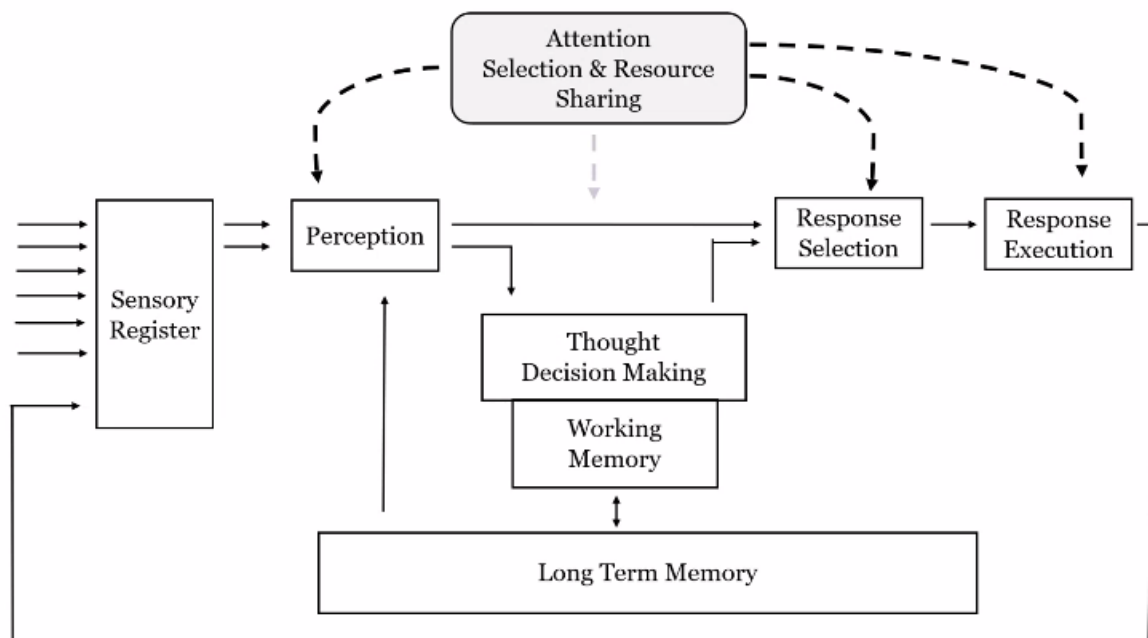 Attention
Selection & Resource
Sharing
Sensory
Register
Perception
Response
Selection
Response
Execution
Thought
Decision Making
Working
Memory
Long Term Memory